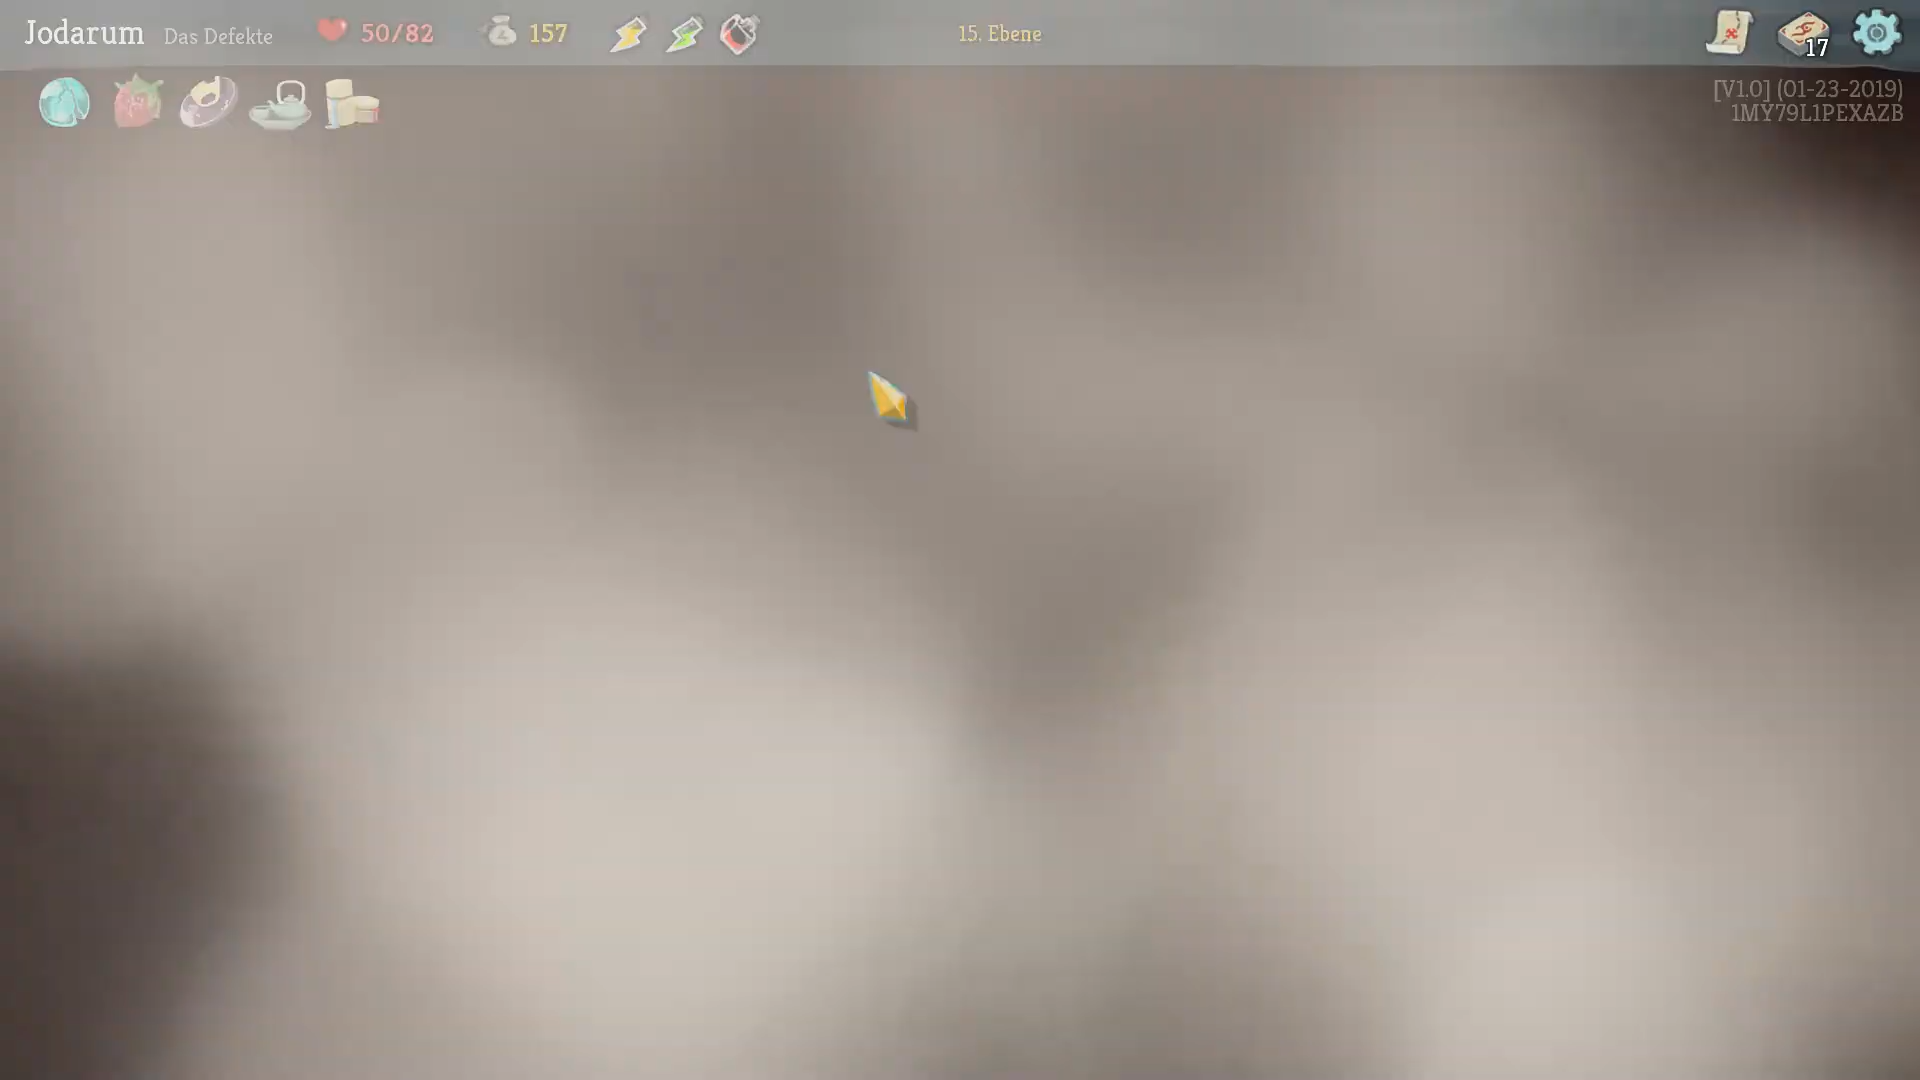 Jodarum Das Defekte 50/82 157 15. Ebene 17
[V1.0] (01-23-2019)
1MY79L1PEXAZB